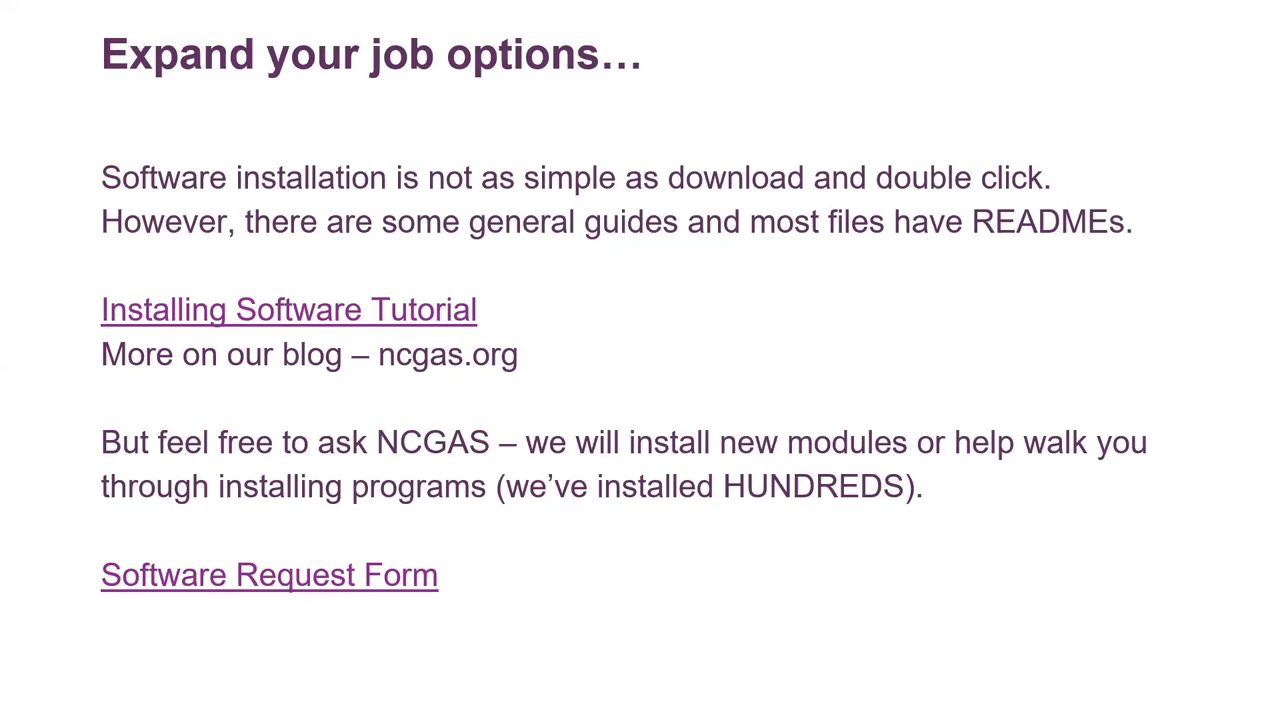 Expand your job options…
Software installation is not as simple as download and double click.
However, there are some general guides and most files have READMEs.
Installing Software Tutorial
More on our blog – ncgas.org
But feel free to ask NCGAS – we will install new modules or help walk you
through installing programs (we’ve installed HUNDREDS).
Software Request Form